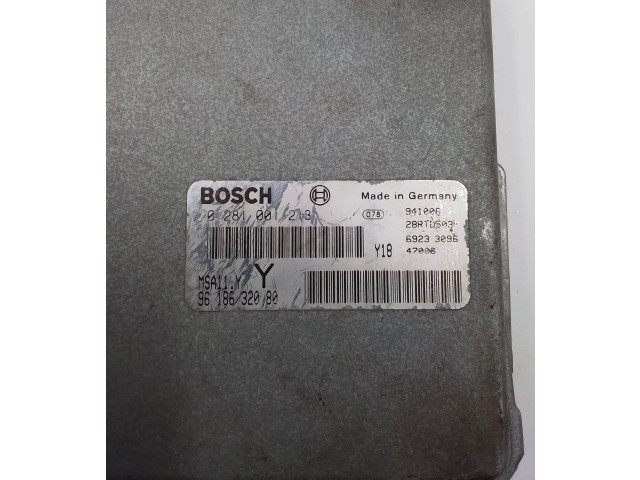 BOSCH Made in Germany
0 281 001 213 078 941006
28RTDS03
6923 3096
Y18 47006
MSA11.Y Y
96 186 320 80